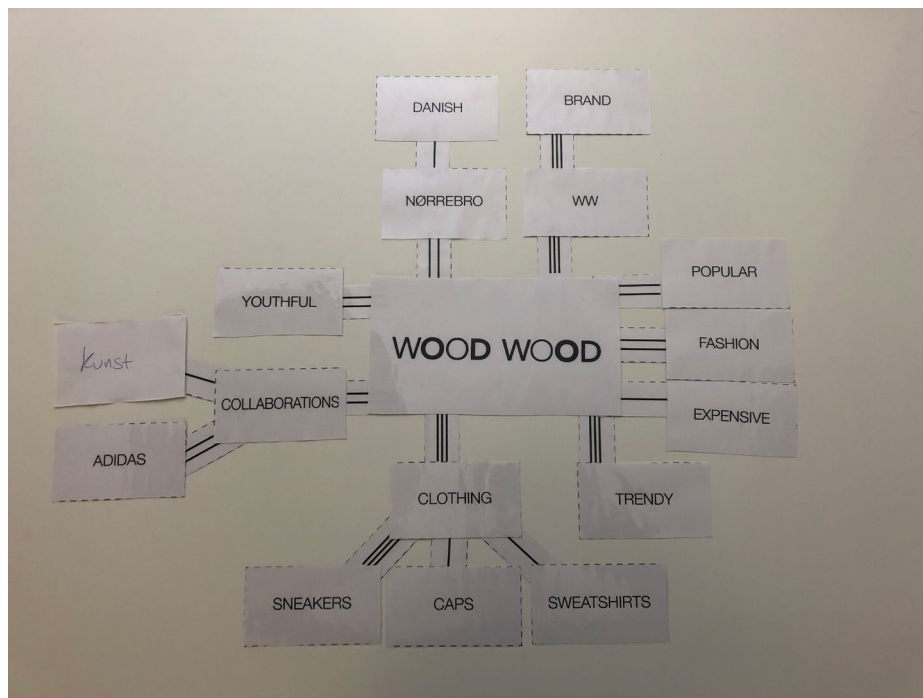 DANISH
BRAND
NØRREBRO
WW
YOUTHFUL
POPULAR
WOOD WOOD
FASHION
Kunst
COLLABORATIONS
EXPENSIVE
ADIDAS
CLOTHING
TRENDY
SNEAKERS
CAPS
SWEATSHIRTS